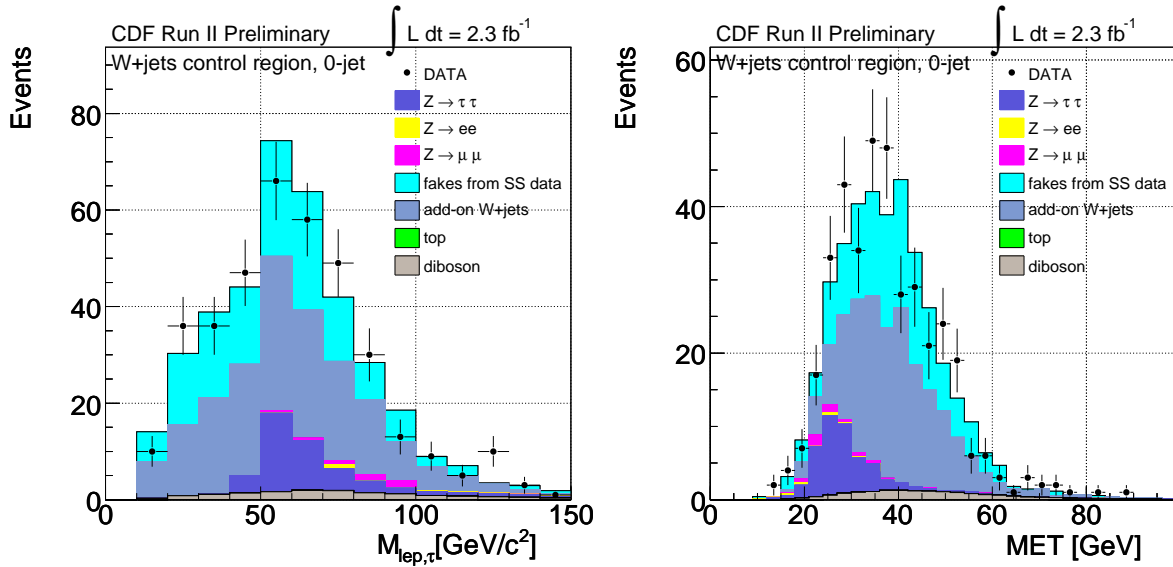 CDF Run II Preliminary ∫ L dt = 2.3 fb⁻¹
W+jets control region, 0-jet
Events
80
60
40
20
0
DATA
Z → τ τ
Z → ee
Z → μ μ
fakes from SS data
add-on W+jets
top
diboson
0 50 100 150
M_lep,τ[GeV/c²]
CDF Run II Preliminary ∫ L dt = 2.3 fb⁻¹
W+jets control region, 0-jet
Events
60
40
20
0
DATA
Z → τ τ
Z → ee
Z → μ μ
fakes from SS data
add-on W+jets
top
diboson
0 20 40 60 80
MET [GeV]